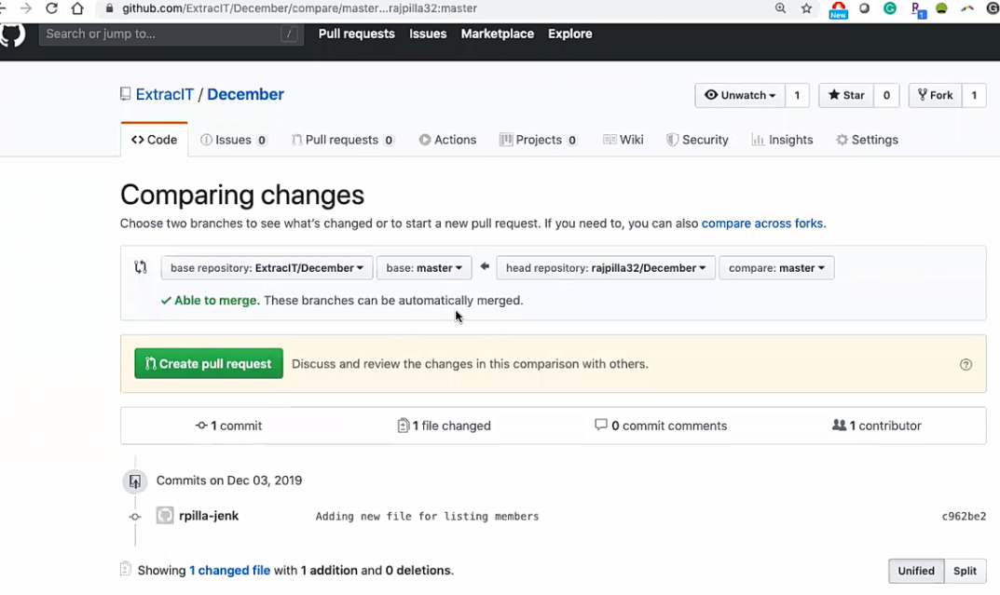 github.com/ExtracIT/December/compare/master...rajpilla32:master
New
1
Search or jump to...
/
Pull requests Issues Marketplace Explore
ExtracIT / December
Unwatch 1 Star 0 Fork 1
Code Issues 0 Pull requests 0 Actions Projects 0 Wiki Security Insights Settings
Comparing changes
Choose two branches to see what's changed or to start a new pull request. If you need to, you can also compare across forks.
base repository: ExtracIT/December base: master head repository: rajpilla32/December compare: master
Able to merge. These branches can be automatically merged.
Create pull request Discuss and review the changes in this comparison with others.
1 commit 1 file changed 0 commit comments 1 contributor
Commits on Dec 03, 2019
rpilla-jenk Adding new file for listing members c962be2
Showing 1 changed file with 1 addition and 0 deletions. Unified Split